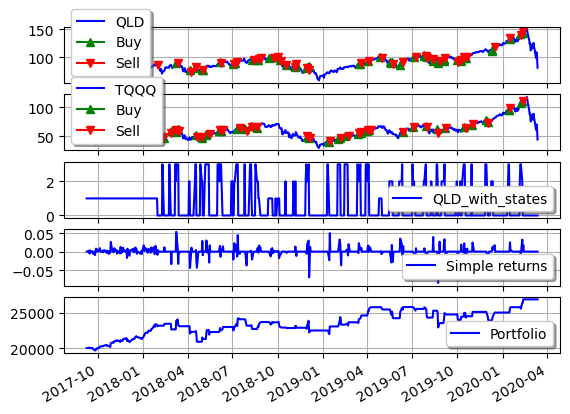 QLD
Buy
Sell
150
100
TQQQ
Buy
Sell
100
50
QLD_with_states
2
0
Simple returns
0.05
0.00
−0.05
Portfolio
25000
20000
2017-10
2018-01
2018-04
2018-07
2018-10
2019-01
2019-04
2019-07
2019-10
2020-01
2020-04